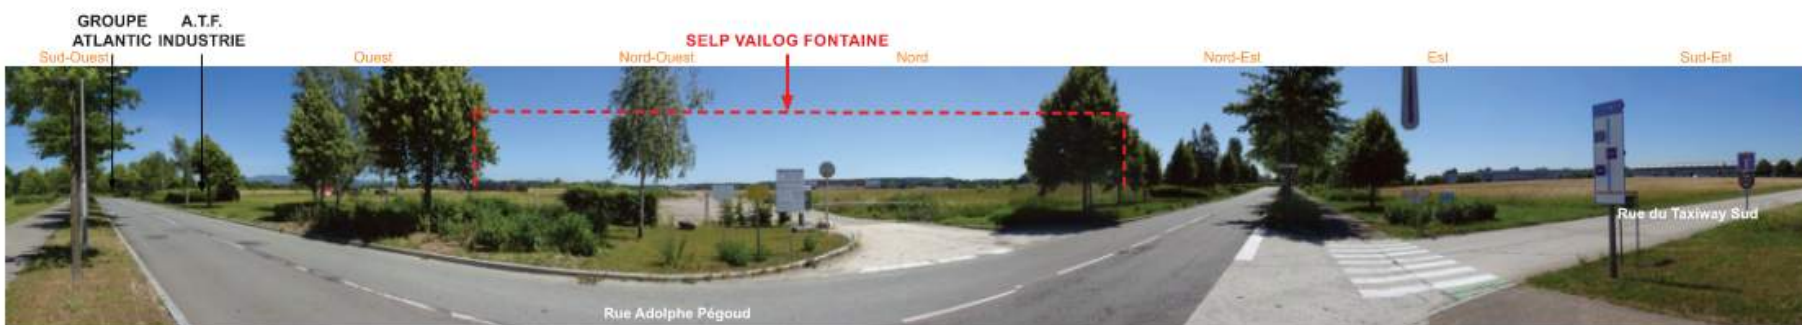 GROUPE
ATLANTIC
A.T.F.
INDUSTRIE
SELP VAILOG FONTAINE
Sud-Ouest
Ouest
Nord-Ouest
Nord
Nord-Est
Est
Sud-Est
Rue du Taxiway Sud
Rue Adolphe Pégoud